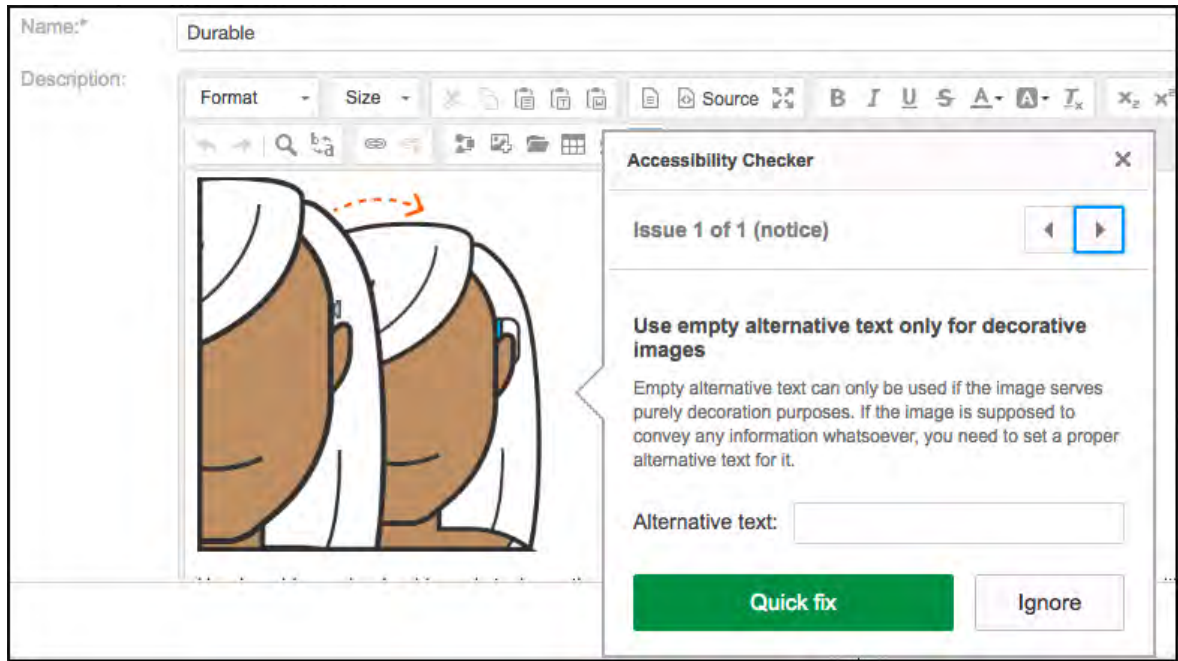 Name:*
Durable
Description:
Format Size Source B I U S A A Tx x₂ x²
b a
Accessibility Checker
Issue 1 of 1 (notice)
Use empty alternative text only for decorative
images
Empty alternative text can only be used if the image serves
purely decoration purposes. If the image is supposed to
convey any information whatsoever, you need to set a proper
alternative text for it.
Alternative text:
Quick fix Ignore